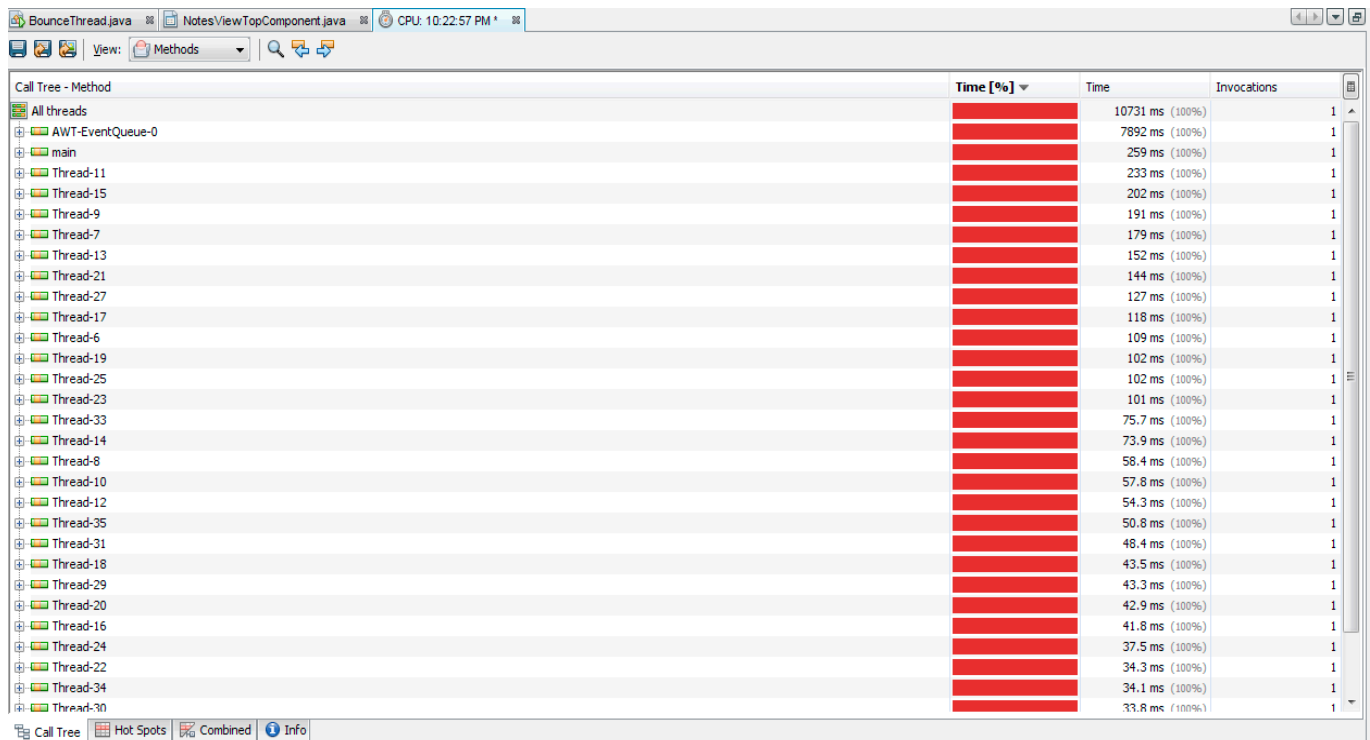 BounceThread.java NotesViewTopComponent.java CPU: 10:22:57 PM *
View: Methods
Call Tree - Method Time [%] Time Invocations
All threads 10731 ms (100%) 1
AWT-EventQueue-0 7892 ms (100%) 1
main 259 ms (100%) 1
Thread-11 233 ms (100%) 1
Thread-15 202 ms (100%) 1
Thread-9 191 ms (100%) 1
Thread-7 179 ms (100%) 1
Thread-13 152 ms (100%) 1
Thread-21 144 ms (100%) 1
Thread-27 127 ms (100%) 1
Thread-17 118 ms (100%) 1
Thread-6 109 ms (100%) 1
Thread-19 102 ms (100%) 1
Thread-25 102 ms (100%) 1
Thread-23 101 ms (100%) 1
Thread-33 75.7 ms (100%) 1
Thread-14 73.9 ms (100%) 1
Thread-8 58.4 ms (100%) 1
Thread-10 57.8 ms (100%) 1
Thread-12 54.3 ms (100%) 1
Thread-35 50.8 ms (100%) 1
Thread-31 48.4 ms (100%) 1
Thread-18 43.5 ms (100%) 1
Thread-29 43.3 ms (100%) 1
Thread-20 42.9 ms (100%) 1
Thread-16 41.8 ms (100%) 1
Thread-24 37.5 ms (100%) 1
Thread-22 34.3 ms (100%) 1
Thread-34 34.1 ms (100%) 1
Thread-30 33.8 ms (100%) 1
Call Tree Hot Spots Combined Info